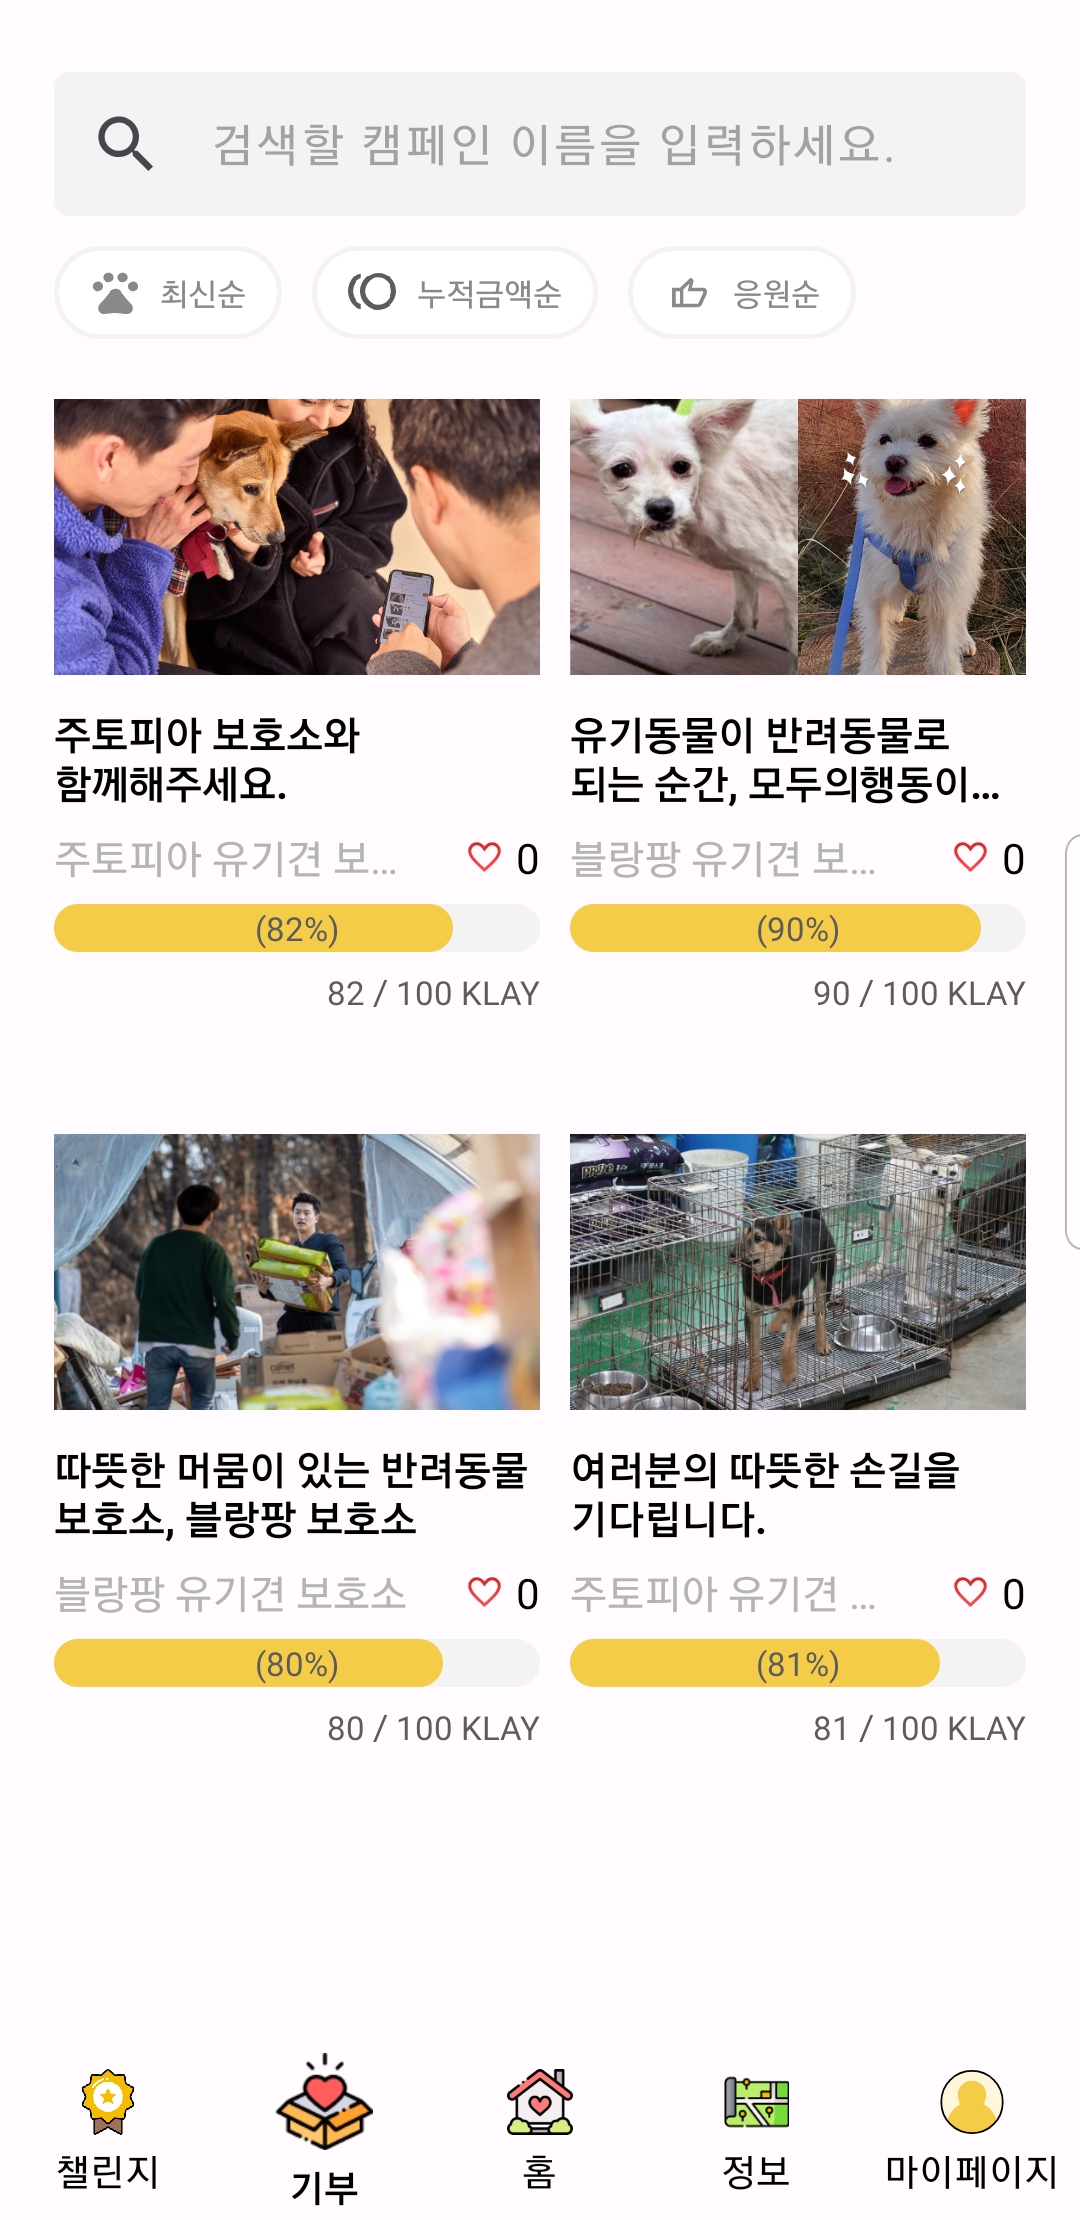 검색할 캠페인 이름을 입력하세요.
최신순
누적금액순
응원순
주토피아 보호소와
함께해주세요.
주토피아 유기견 보...
0
(82%)
82 / 100 KLAY
유기동물이 반려동물로
되는 순간, 모두의행동이...
블랑팡 유기견 보...
0
(90%)
90 / 100 KLAY
따뜻한 머뭄이 있는 반려동물
보호소, 블랑팡 보호소
블랑팡 유기견 보호소
0
(80%)
80 / 100 KLAY
여러분의 따뜻한 손길을
기다립니다.
주토피아 유기견 ...
0
(81%)
81 / 100 KLAY
챌린지
기부
홈
정보
마이페이지